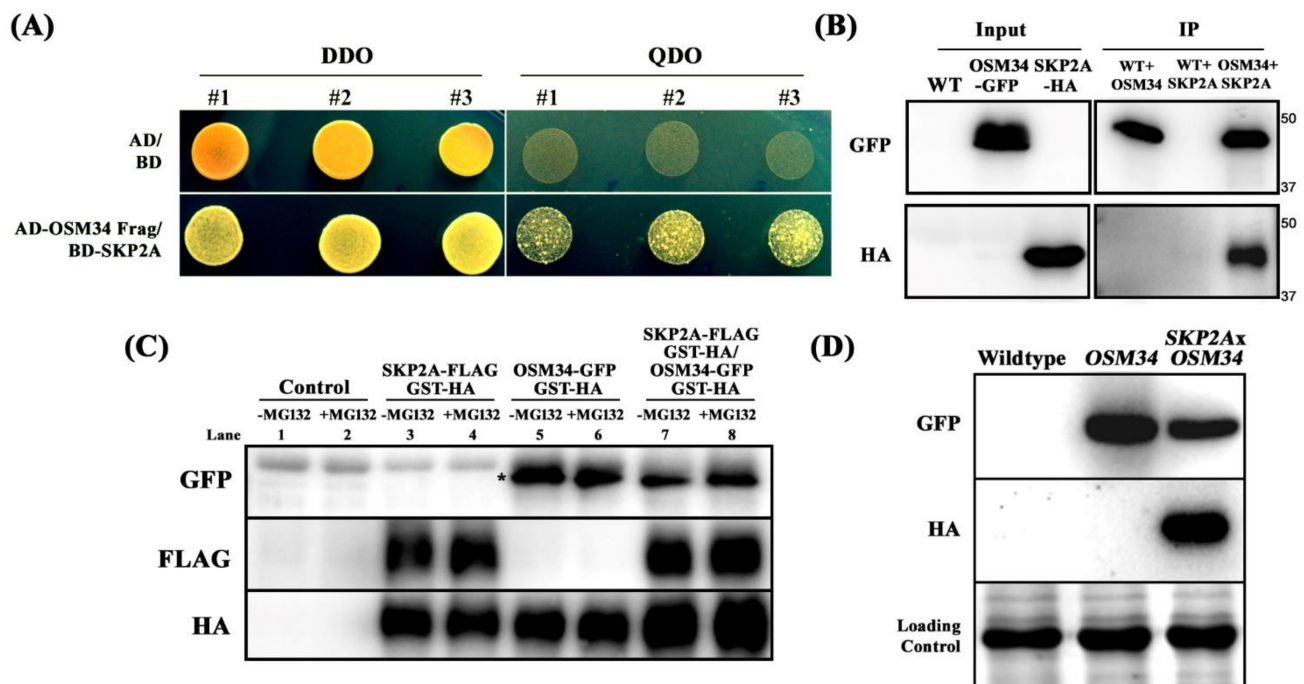 (A)
DDO
QDO
#1
#2
#3
#1
#2
#3
AD/
BD
AD-OSM34 Frag/
BD-SKP2A
(B)
Input
IP
WT
OSM34
-GFP
SKP2A
-HA
WT+
OSM34
WT+
SKP2A
OSM34+
SKP2A
GFP
50
37
HA
50
37
(C)
Control
SKP2A-FLAG
GST-HA
OSM34-GFP
GST-HA
SKP2A-FLAG
GST-HA/
OSM34-GFP
GST-HA
-MG132 +MG132 -MG132 +MG132 -MG132 +MG132 -MG132 +MG132
Lane 1 2 3 4 5 6 7 8
GFP
*
FLAG
HA
(D)
Wildtype
OSM34
SKP2Ax
OSM34
GFP
HA
Loading
Control